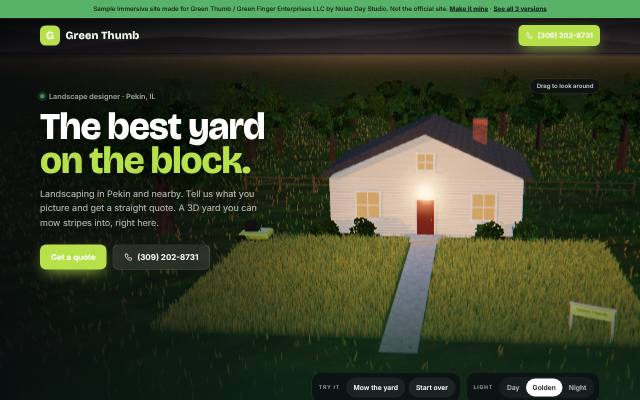 Sample Immersive site made for Green Thumb / Green Finger Enterprises LLC by Nolan Day Studio. Not the official site. Make it mine · See all 3 versions
G Green Thumb
(309) 202-8731
Drag to look around
Landscape designer · Pekin, IL
The best yard
on the block.
Landscaping in Pekin and nearby. Tell us what you
picture and get a straight quote. A 3D yard you can
mow stripes into, right here.
Get a quote
(309) 202-8731
TRY IT Mow the yard Start over
LIGHT Day Golden Night